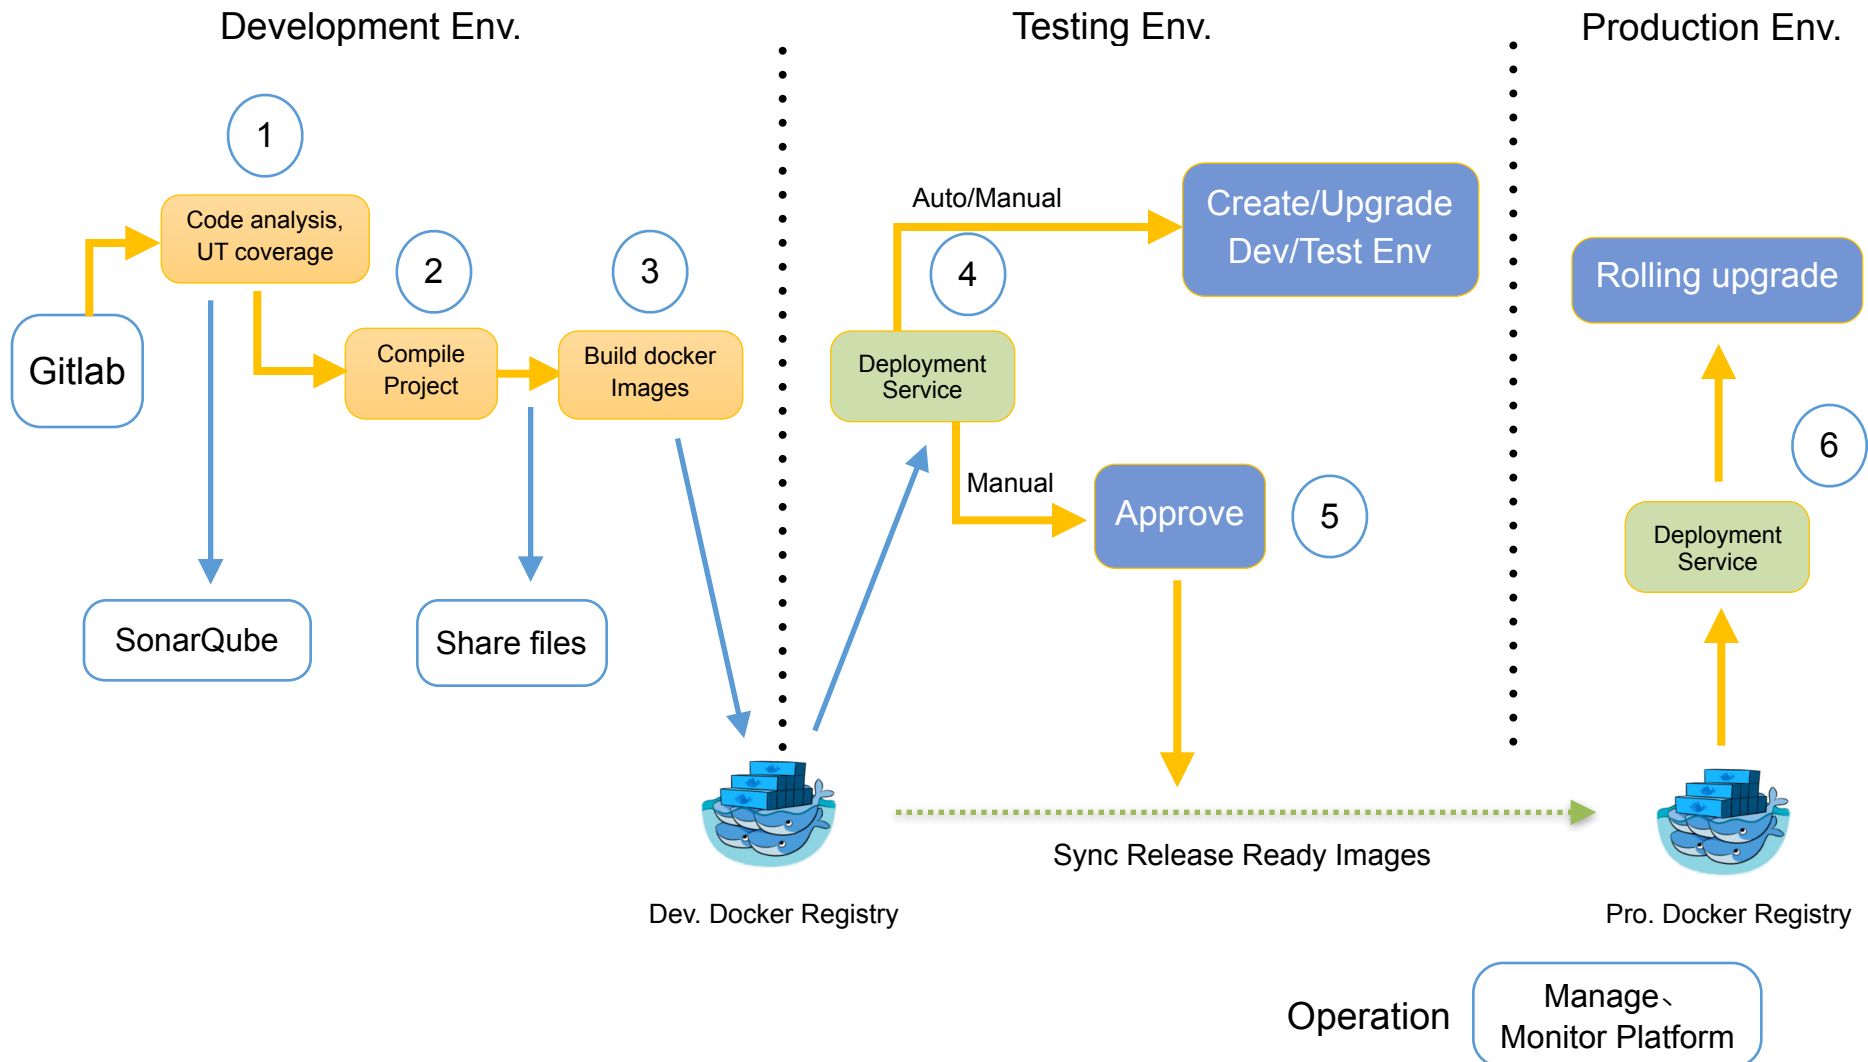 Development Env.
Testing Env.
Production Env.
1
Code analysis,
UT coverage
2
3
Gitlab
Compile
Project
Build docker
Images
SonarQube
Share files
Auto/Manual
4
Create/Upgrade
Dev/Test Env
Deployment
Service
Manual
Approve
5
Rolling upgrade
6
Deployment
Service
Sync Release Ready Images
Dev. Docker Registry
Pro. Docker Registry
Operation
Manage、
Monitor Platform